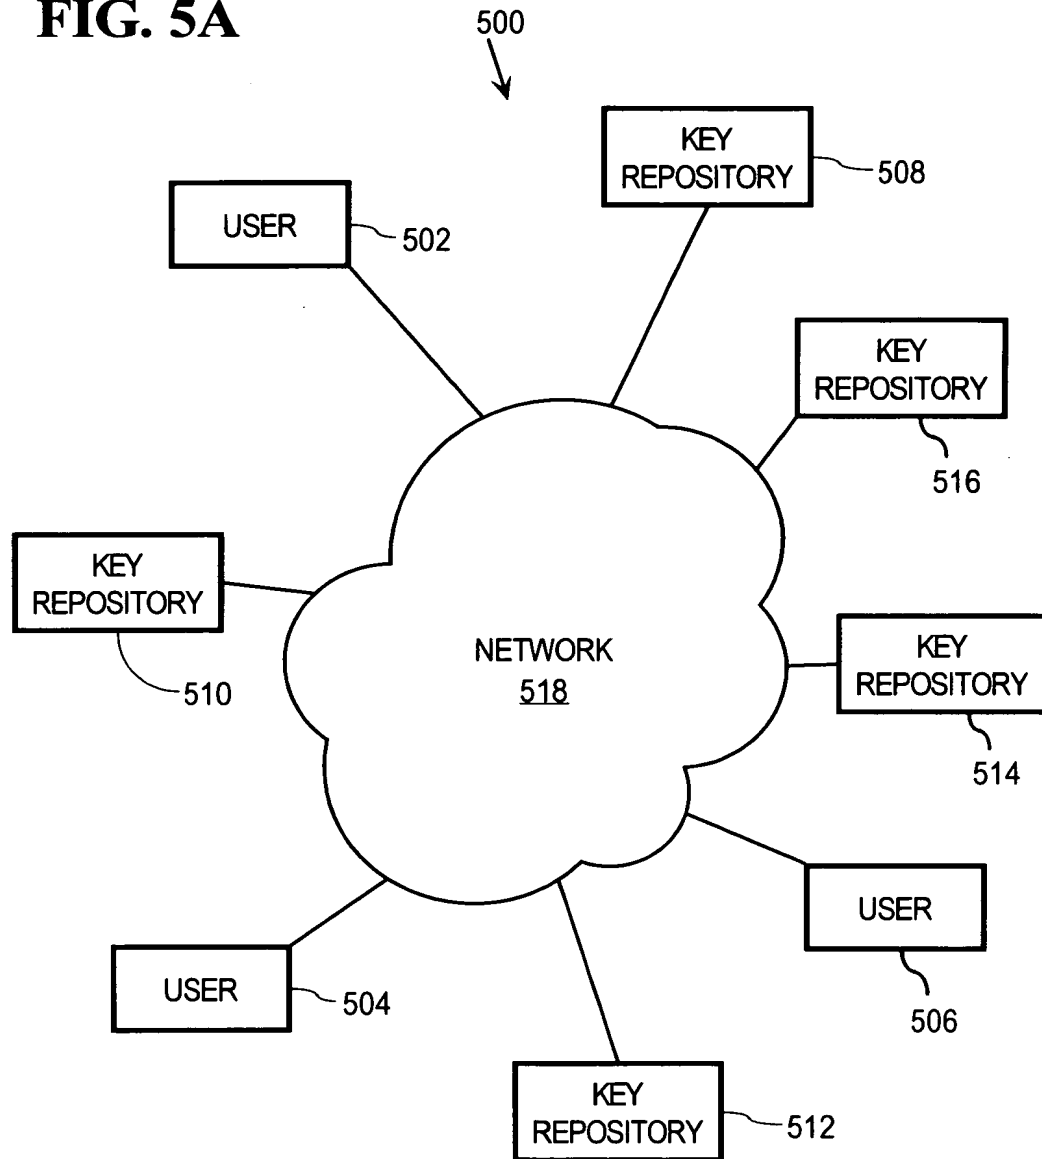 FIG. 5A
500
KEY
REPOSITORY
508
USER
502
KEY
REPOSITORY
516
KEY
REPOSITORY
510
NETWORK
518
KEY
REPOSITORY
514
USER
506
USER
504
KEY
REPOSITORY
512